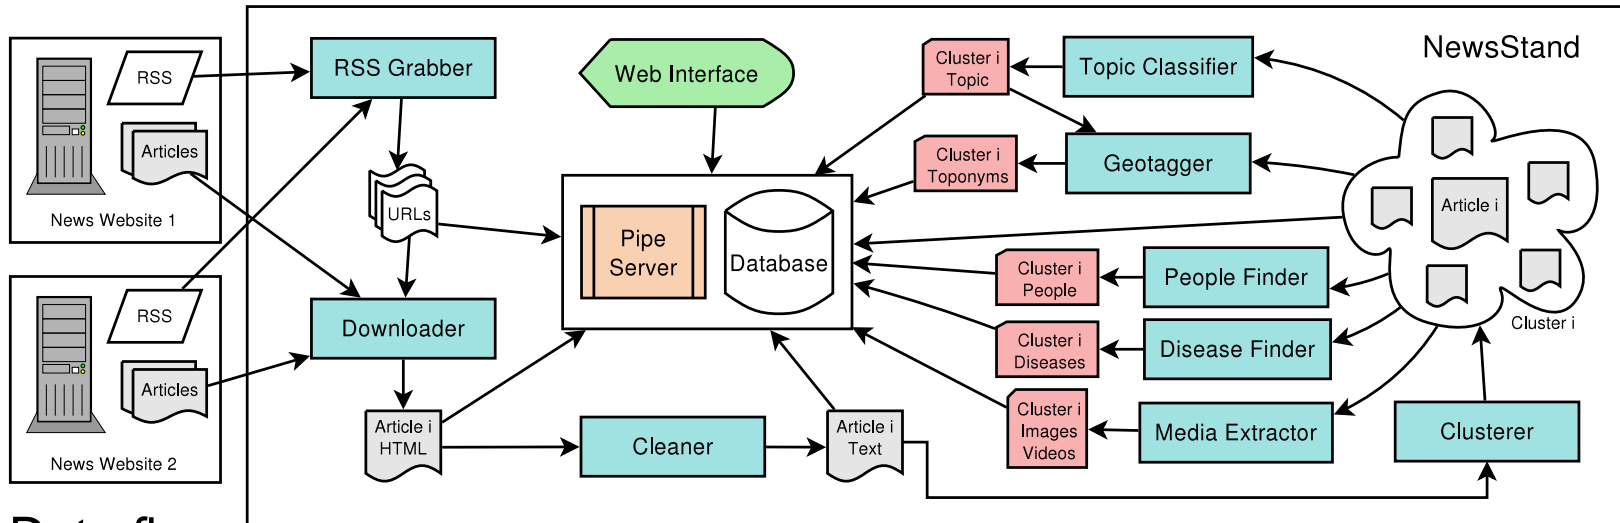 NewsStand
RSS
Articles
News Website 1
RSS
Articles
News Website 2
RSS Grabber
URLs
Downloader
Article i
HTML
Web Interface
Pipe
Server
Database
Cleaner
Article i
Text
Cluster i
Topic
Topic Classifier
Cluster i
Toponyms
Geotagger
Cluster i
People
People Finder
Cluster i
Diseases
Disease Finder
Cluster i
Images
Videos
Media Extractor
Article i
Cluster i
Clusterer